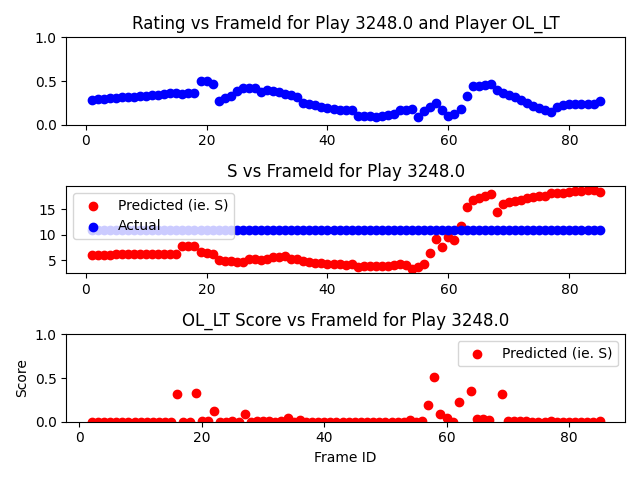 Rating vs FrameId for Play 3248.0 and Player OL_LT
1.0
0.5
0.0
0 20 40 60 80
S vs FrameId for Play 3248.0
15
10
5
Predicted (ie. S)
Actual
0 20 40 60 80
OL_LT Score vs FrameId for Play 3248.0
1.0
0.5
0.0
Score
Predicted (ie. S)
0 20 40 60 80
Frame ID